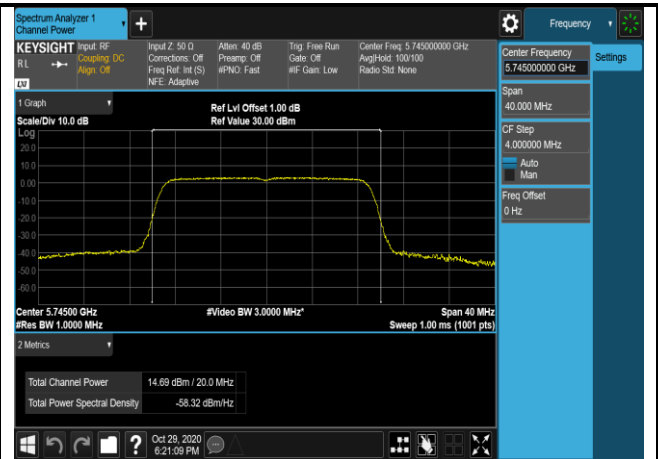 Spectrum Analyzer 1
Channel Power
Frequency
KEYSIGHT
RL
LXI
Input: RF
Coupling: DC
Align: Off
Input Z: 50 Ω
Corrections: Off
Freq Ref: Int (S)
NFE: Adaptive
Atten: 40 dB
Preamp: Off
#PNO: Fast
Trig: Free Run
Gate: Off
#IF Gain: Low
Center Freq: 5.745000000 GHz
Avg|Hold: 100/100
Radio Std: None
Center Frequency
5.745000000 GHz
Settings
Span
40.000 MHz
CF Step
4.000000 MHz
Auto
Man
Freq Offset
0 Hz
1 Graph
Scale/Div 10.0 dB
Ref Lvl Offset 1.00 dB
Ref Value 30.00 dBm
Log
20.0
10.0
0.00
-10.0
-20.0
-30.0
-40.0
-50.0
-60.0
Center 5.74500 GHz
#Res BW 1.0000 MHz
#Video BW 3.0000 MHz*
Span 40 MHz
Sweep 1.00 ms (1001 pts)
2 Metrics
Total Channel Power 14.69 dBm / 20.0 MHz
Total Power Spectral Density -58.32 dBm/Hz
Oct 29, 2020
6:21:09 PM